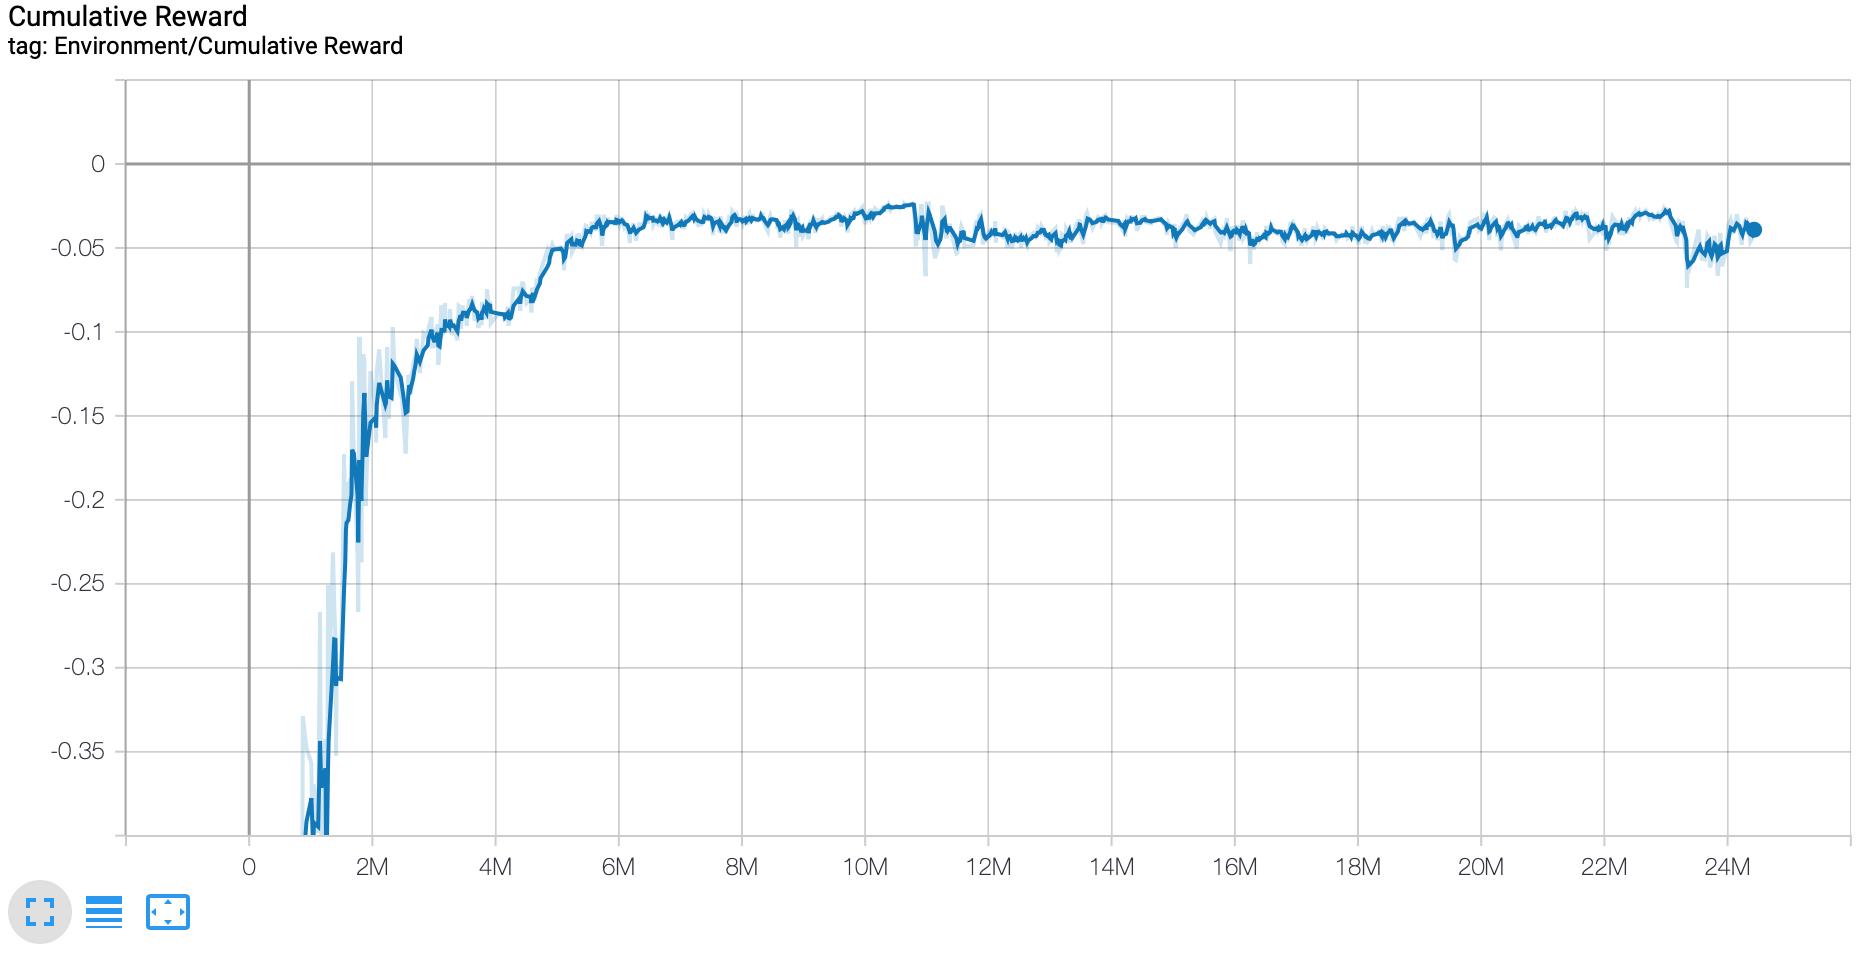 Cumulative Reward
tag: Environment/Cumulative Reward
0
-0.05
-0.1
-0.15
-0.2
-0.25
-0.3
-0.35
0 2M 4M 6M 8M 10M 12M 14M 16M 18M 20M 22M 24M